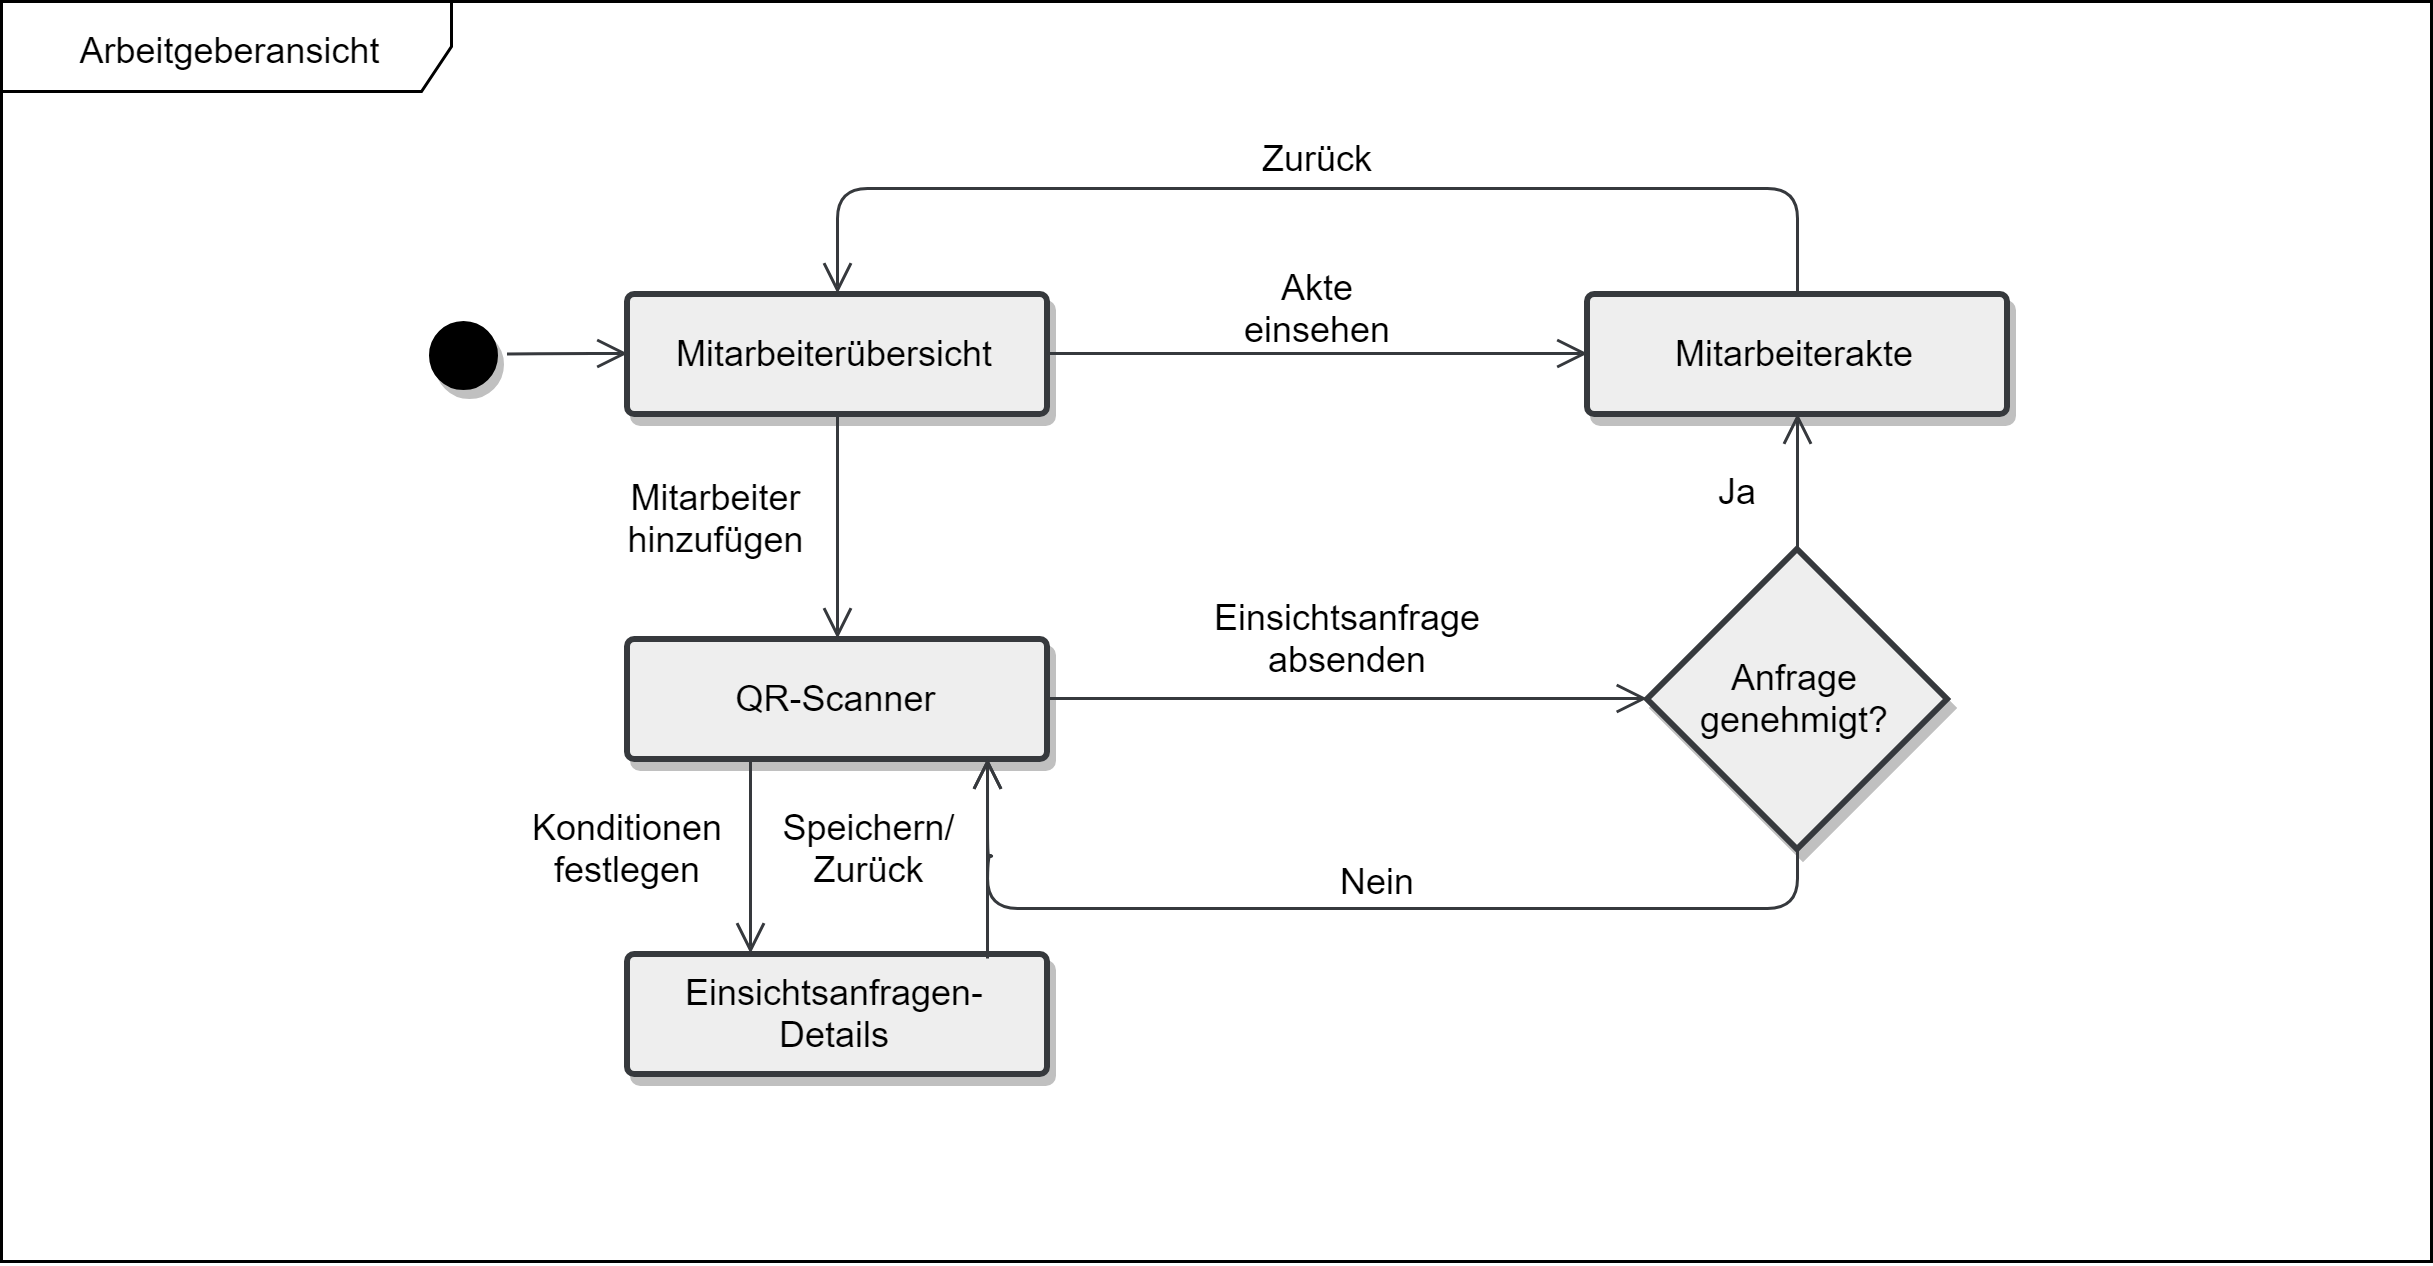 Arbeitgeberansicht
Zurück
Akte
einsehen
Mitarbeiterübersicht
Mitarbeiterakte
Mitarbeiter
hinzufügen
Ja
Einsichtsanfrage
absenden
QR-Scanner
Anfrage
genehmigt?
Konditionen
festlegen
Speichern/
Zurück
Nein
Einsichtsanfragen-
Details